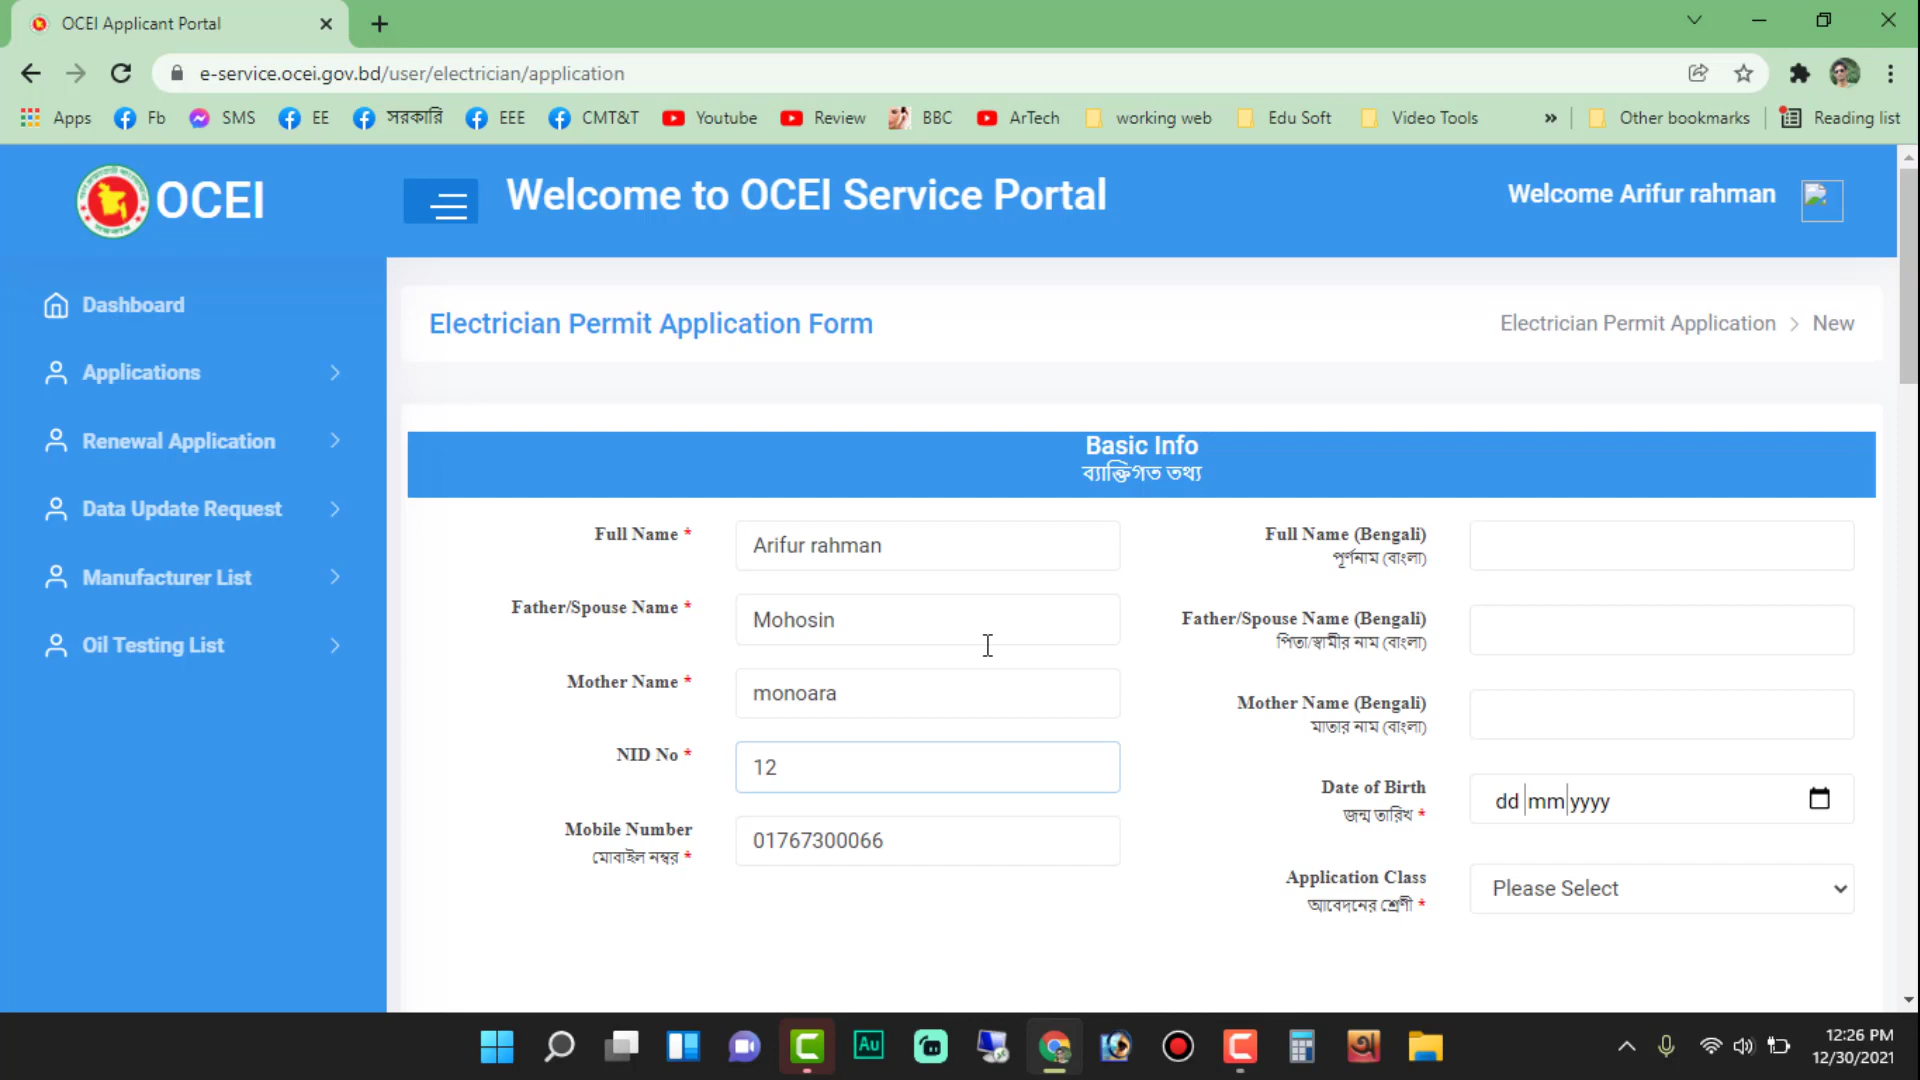 OCEI Applicant Portal
e-service.ocei.gov.bd/user/electrician/application
Apps Fb SMS EE সরকারি EEE CMT&T Youtube Review BBC ArTech working web Edu Soft Video Tools » Other bookmarks Reading list
OCEI
Welcome to OCEI Service Portal
Welcome Arifur rahman
Dashboard
Applications
Renewal Application
Data Update Request
Manufacturer List
Oil Testing List
Electrician Permit Application Form
Electrician Permit Application > New
Basic Info
ব্যাক্তিগত তথ্য
Full Name *
Arifur rahman
Full Name (Bengali)
পূর্ণনাম (বাংলা)
Father/Spouse Name *
Mohosin
Father/Spouse Name (Bengali)
পিতা/স্বামীর নাম (বাংলা)
Mother Name *
monoara
Mother Name (Bengali)
মাতার নাম (বাংলা)
NID No *
12
Date of Birth
জন্ম তারিখ *
dd mm yyyy
Mobile Number
মোবাইল নম্বর *
01767300066
Application Class
আবেদনের শ্রেণী *
Please Select
Au
অ
12:26 PM
12/30/2021